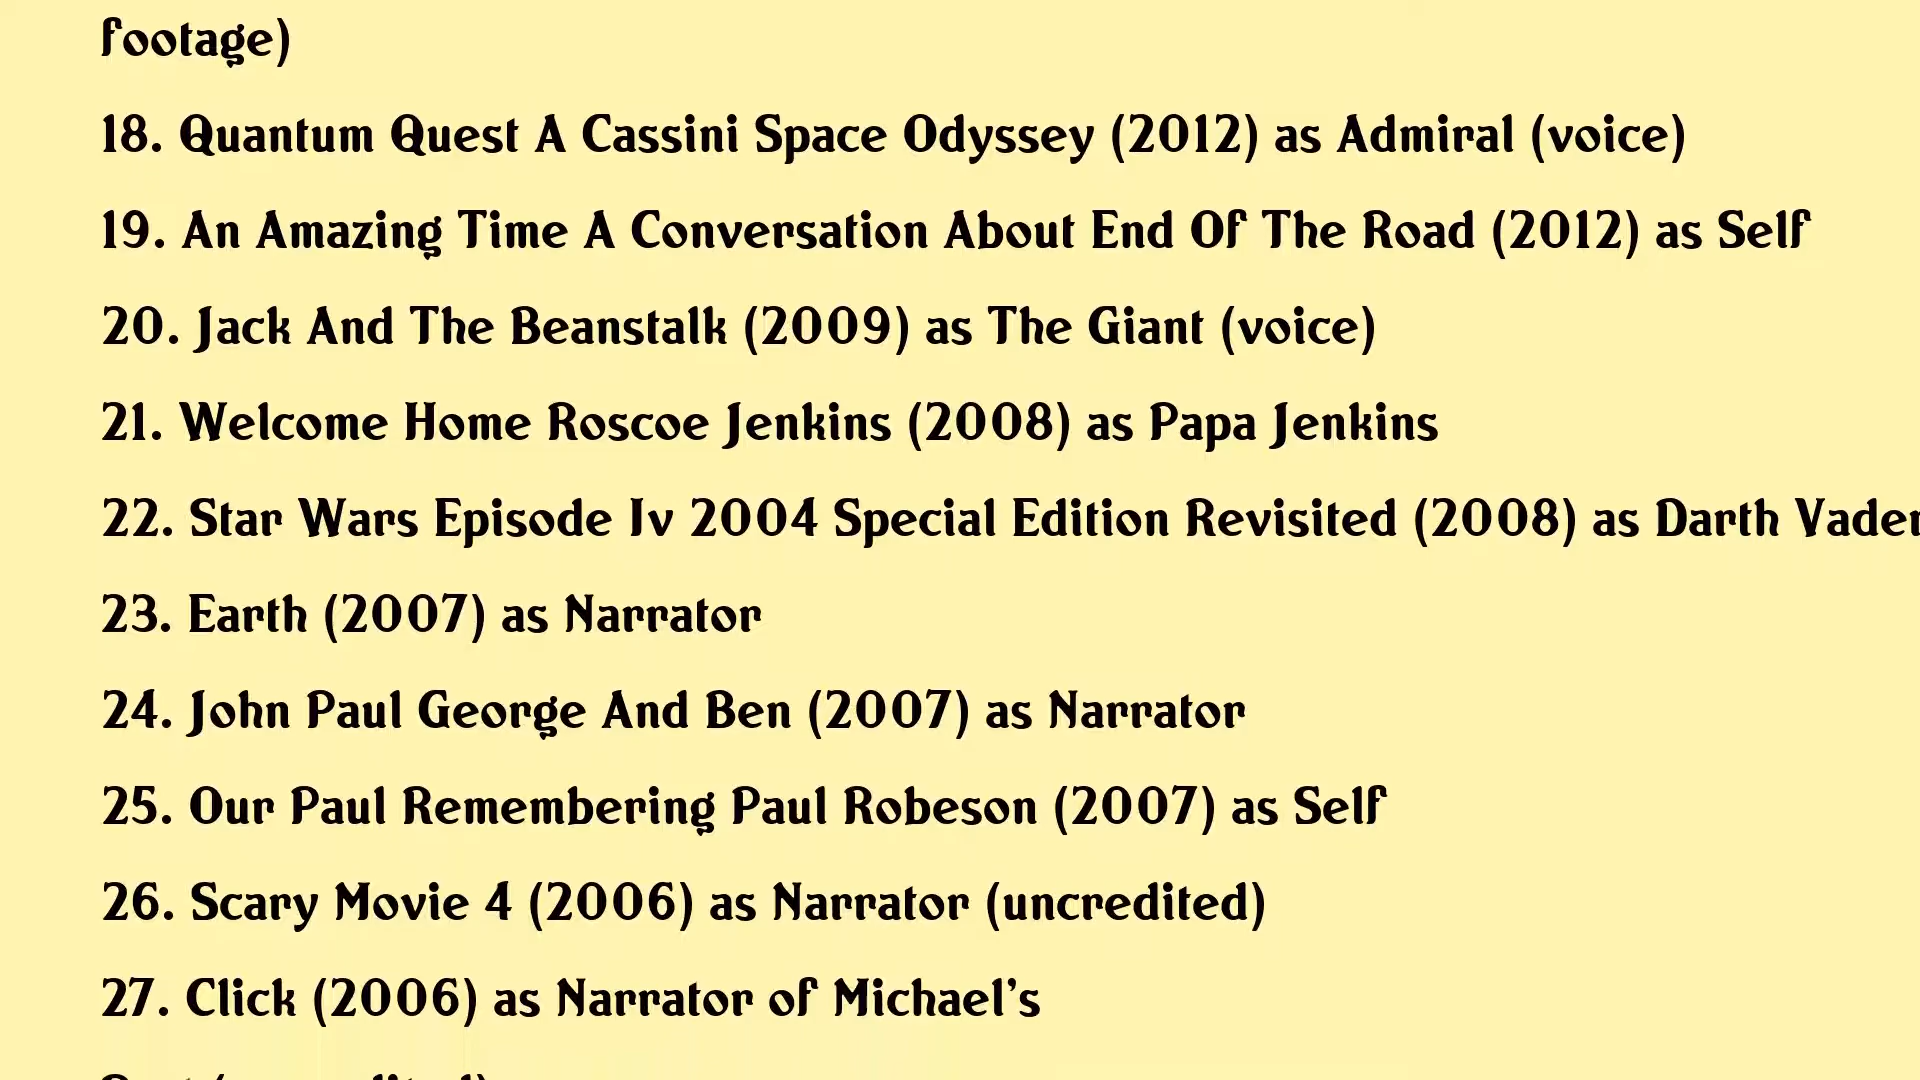 footage)
18. Quantum Quest A Cassini Space Odyssey (2012) as Admiral (voice)
19. An Amazing Time A Conversation About End Of The Road (2012) as Self
20. Jack And The Beanstalk (2009) as The Giant (voice)
21. Welcome Home Roscoe Jenkins (2008) as Papa Jenkins
22. Star Wars Episode Iv 2004 Special Edition Revisited (2008) as Darth Vader
23. Earth (2007) as Narrator
24. John Paul George And Ben (2007) as Narrator
25. Our Paul Remembering Paul Robeson (2007) as Self
26. Scary Movie 4 (2006) as Narrator (uncredited)
27. Click (2006) as Narrator of Michael's